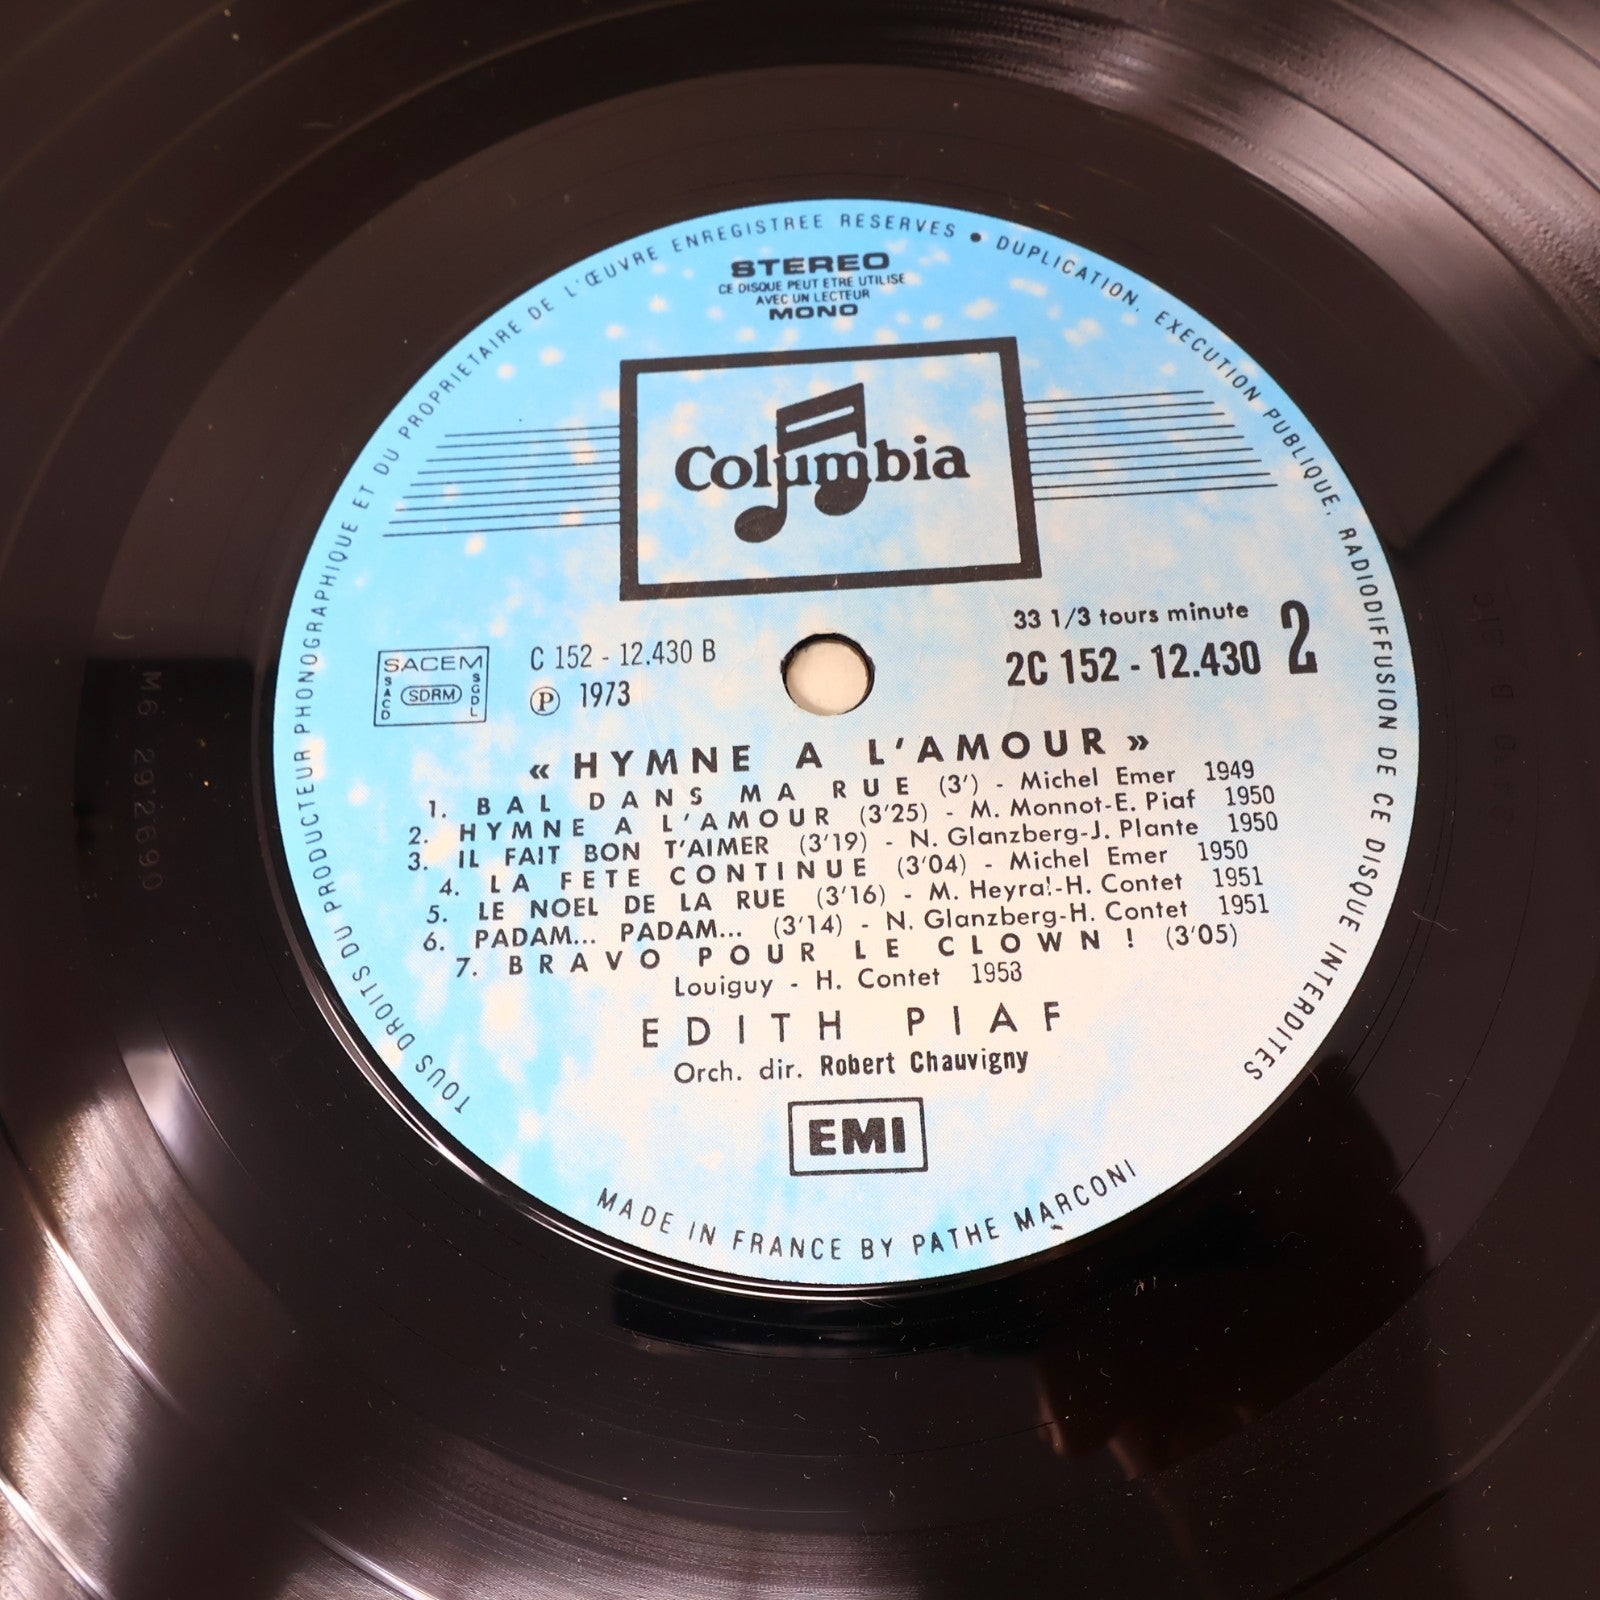 TOUS DROITS DU PRODUCTEUR PHONOGRAPHIQUE ET DU PROPRIETAIRE DE L'ŒUVRE ENREGISTREE RESERVES • DUPLICATION, EXECUTION PUBLIQUE, RADIODIFFUSION DE CE DISQUE INTERDITES
STEREO
CE DISQUE PEUT ETRE UTILISE
AVEC UN LECTEUR
MONO
Columbia
33 1/3 tours minute
2C 152 - 12.430 2
SACEM
SACD
SDRM
SGDL
C 152 - 12.430 B
Ⓟ 1973
« HYMNE A L'AMOUR »
1. BAL DANS MA RUE (3') - Michel Emer 1949
2. HYMNE A L'AMOUR (3'25) - M. Monnot-E. Piaf 1950
3. IL FAIT BON T'AIMER (3'19) - N. Glanzberg-J. Plante 1950
4. LA FETE CONTINUE (3'04) - Michel Emer 1950
5. LE NOEL DE LA RUE (3'16) - M. Heyral-H. Contet 1951
6. PADAM... PADAM... (3'14) - N. Glanzberg-H. Contet 1951
7. BRAVO POUR LE CLOWN ! (3'05)
Louiguy - H. Contet 1953
EDITH PIAF
Orch. dir. Robert Chauvigny
EMI
MADE IN FRANCE BY PATHE MARCONI
M6 292690